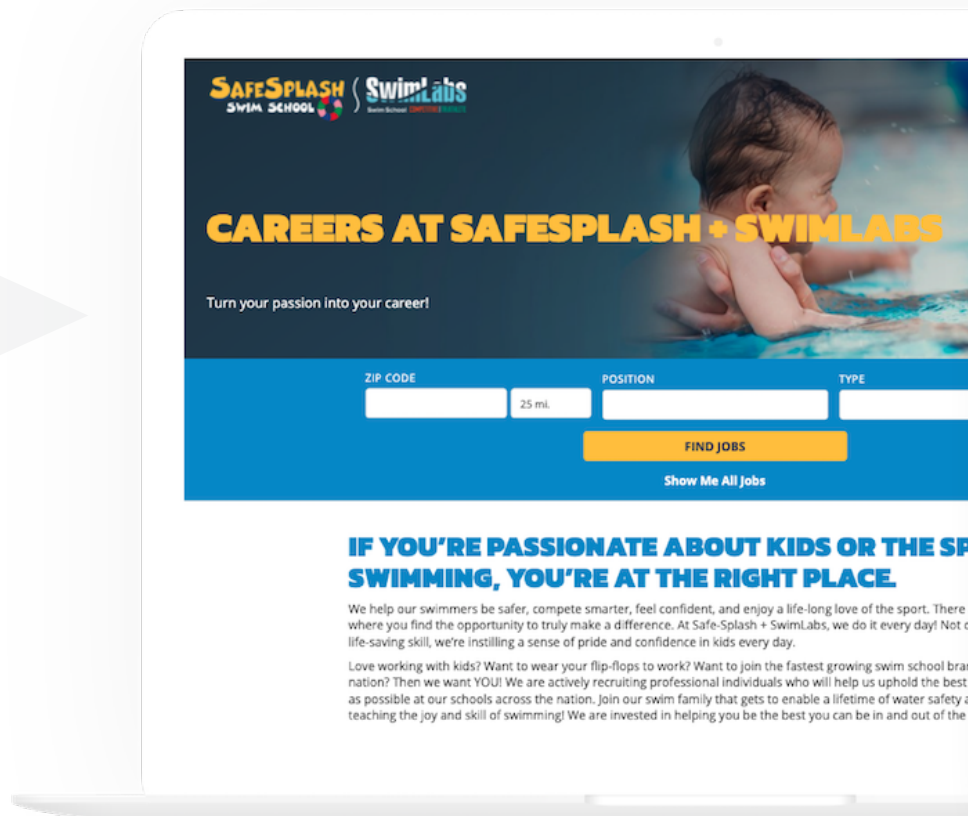 SAFESPLASH
SWIM SCHOOL
SwimLabs
Swim School
CAREERS AT SAFESPLASH + SWIMLABS
Turn your passion into your career!
ZIP CODE
POSITION
TYPE
25 mi.
FIND JOBS
Show Me All Jobs
IF YOU'RE PASSIONATE ABOUT KIDS OR THE SP
SWIMMING, YOU'RE AT THE RIGHT PLACE.
We help our swimmers be safer, compete smarter, feel confident, and enjoy a life-long love of the sport. There
where you find the opportunity to truly make a difference. At Safe-Splash + SwimLabs, we do it every day! Not
life-saving skill, we're instilling a sense of pride and confidence in kids every day.
Love working with kids? Want to wear your flip-flops to work? Want to join the fastest growing swim school bra
nation? Then we want YOU! We are actively recruiting professional individuals who will help us uphold the best
as possible at our schools across the nation. Join our swim family that gets to enable a lifetime of water safety
teaching the joy and skill of swimming! We are invested in helping you be the best you can be in and out of the